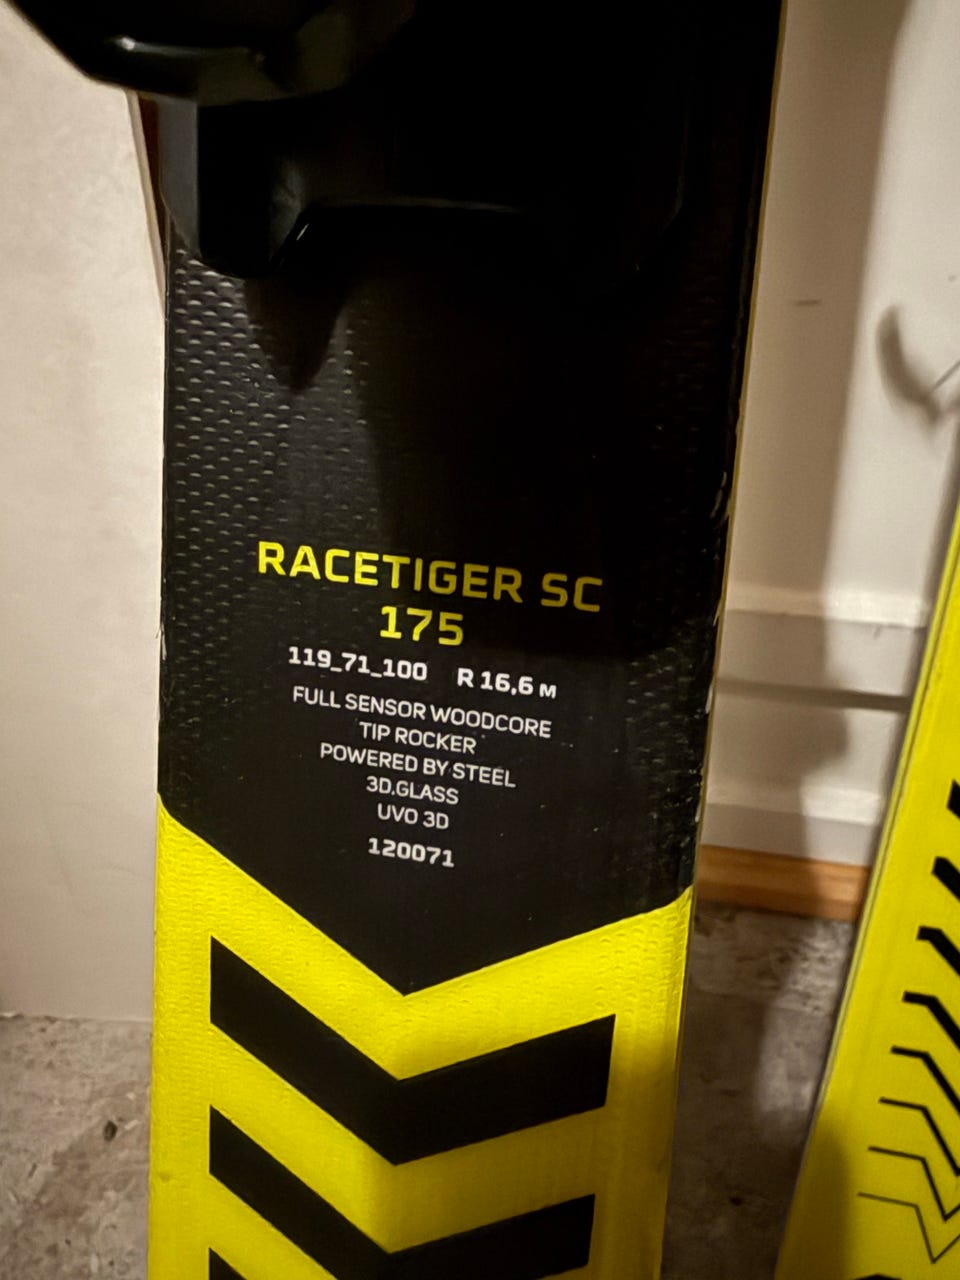 RACETIGER SC
175
119_71_100 R 16,6 M
FULL SENSOR WOODCORE
TIP ROCKER
POWERED BY STEEL
3D.GLASS
UVO 3D
120071